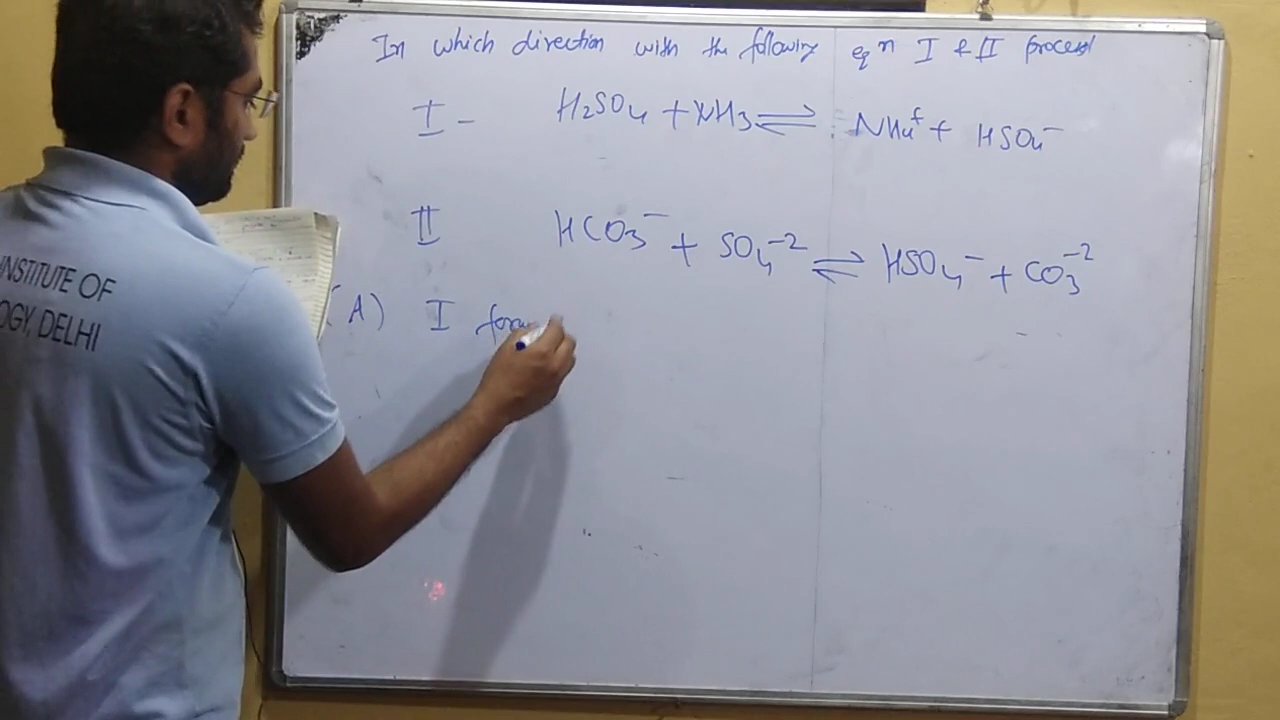 In which direction with the following eqⁿ I & II process
I - H₂SO₄ + NH₃ ⇌ NH₄⁺ + HSO₄⁻
II HCO₃⁻ + SO₄⁻² ⇌ HSO₄⁻ + CO₃⁻²
(A) I forw
INSTITUTE OF
OGY, DELHI